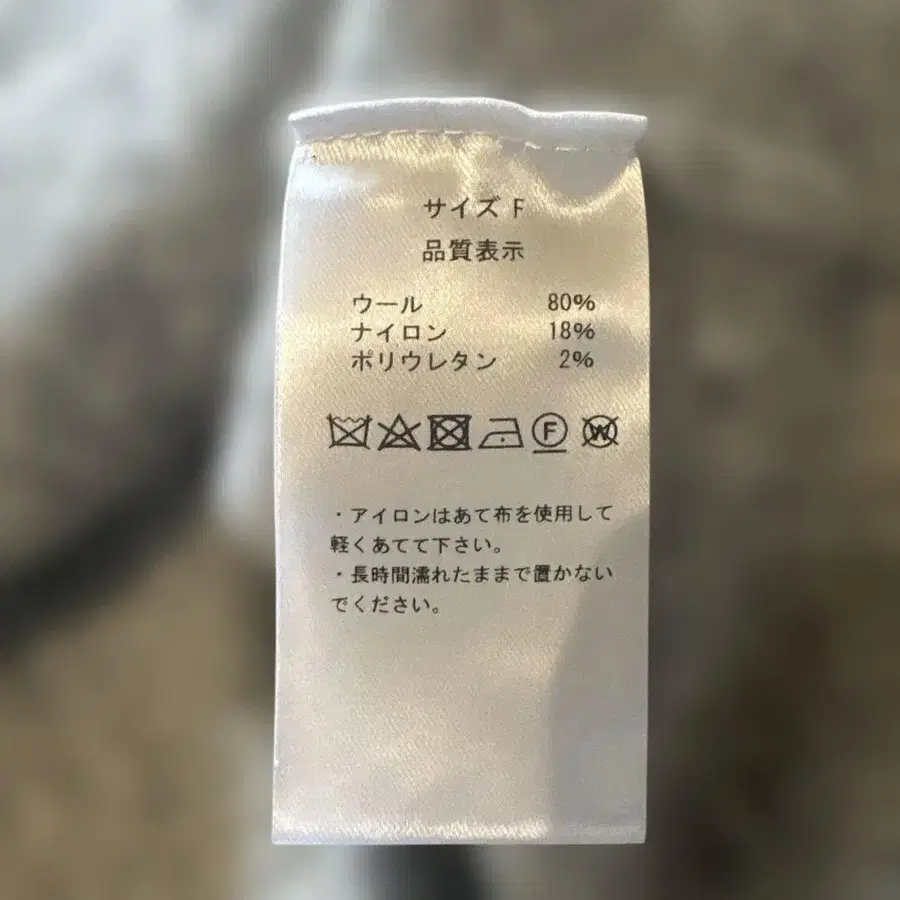 サイズ F
品質表示
ウール 80%
ナイロン 18%
ポリウレタン 2%
F W
・アイロンはあて布を使用して
軽くあてて下さい。
・長時間濡れたままで置かない
でください。